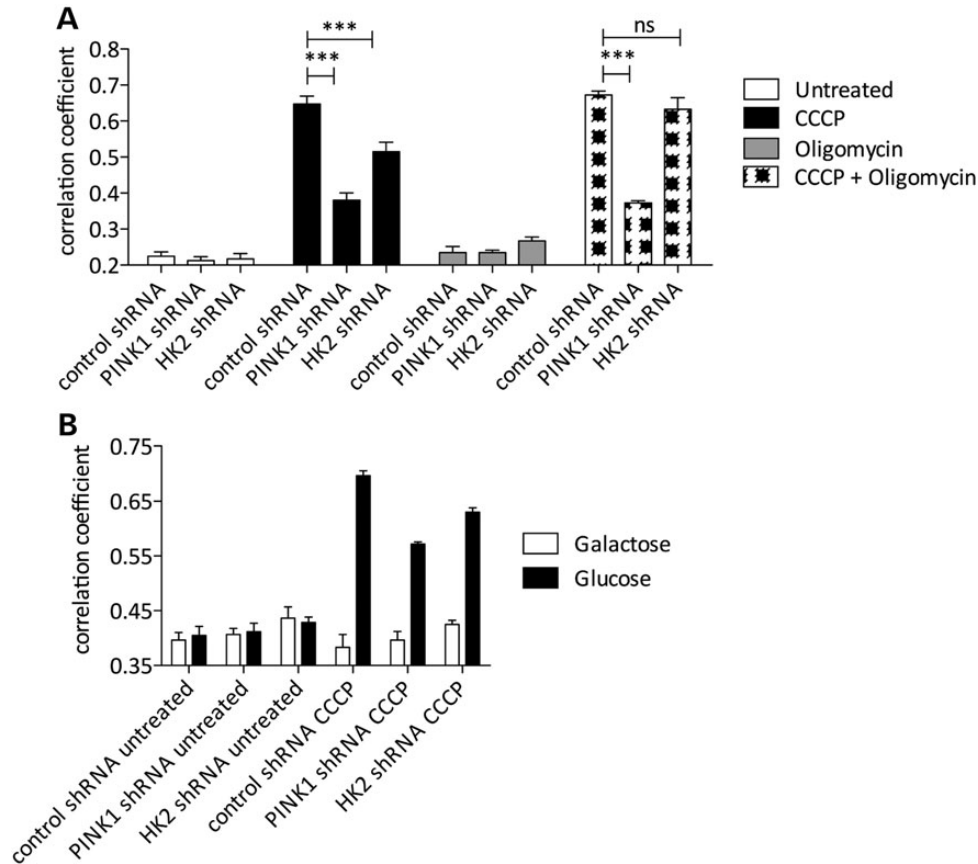 A
*** 
***
ns
***
correlation coefficient
0.8
0.7
0.6
0.5
0.4
0.3
0.2
control shRNA
PINK1 shRNA
HK2 shRNA
control shRNA
PINK1 shRNA
HK2 shRNA
control shRNA
PINK1 shRNA
HK2 shRNA
control shRNA
PINK1 shRNA
HK2 shRNA
Untreated
CCCP
Oligomycin
CCCP + Oligomycin
B
correlation coefficient
0.75
0.65
0.55
0.45
0.35
control shRNA untreated
PINK1 shRNA untreated
HK2 shRNA untreated
control shRNA CCCP
PINK1 shRNA CCCP
HK2 shRNA CCCP
Galactose
Glucose